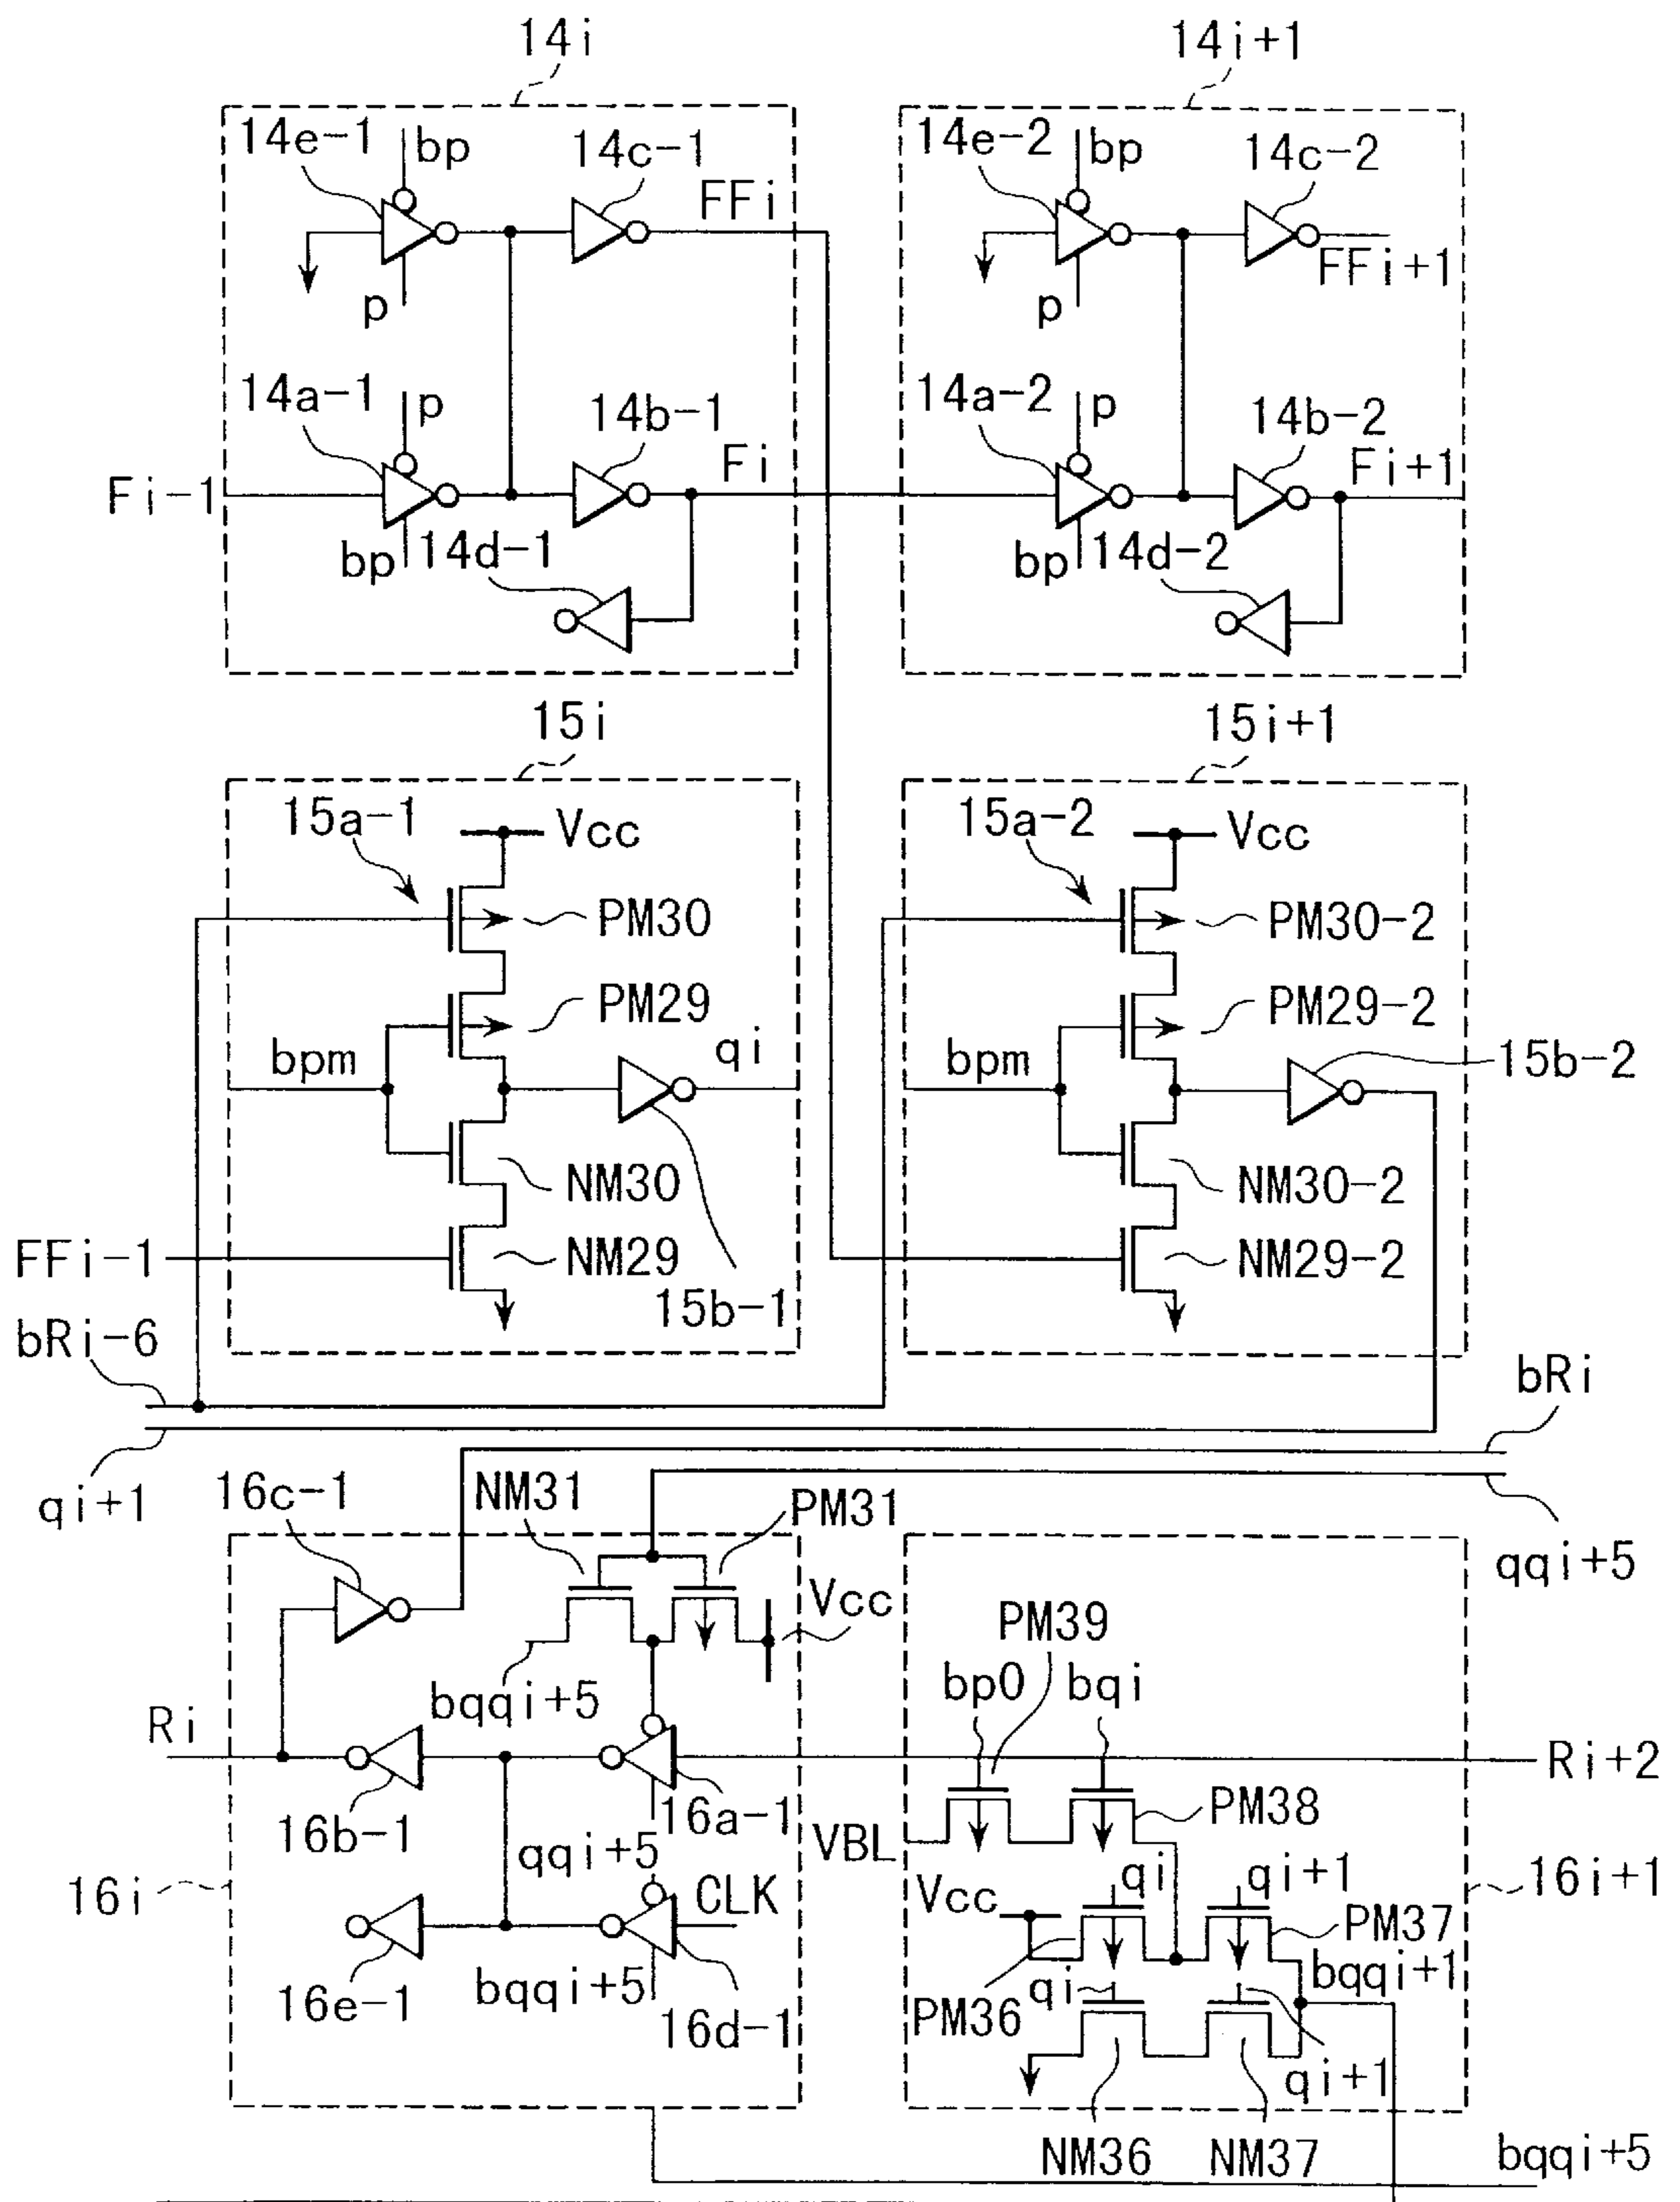 14i
14i+1
14e-1
bp
14c-1
FFi
14e-2
bp
14c-2
FFi+1
p
p
14a-1
p
14b-1
Fi
14a-2
p
14b-2
Fi+1
Fi-1
bp
14d-1
bp
14d-2
15i
15i+1
15a-1
Vcc
15a-2
Vcc
PM30
PM30-2
PM29
PM29-2
bpm
qi
bpm
15b-2
NM30
NM30-2
FFi-1
NM29
NM29-2
15b-1
bRi-6
bRi
qi+1
16c-1
NM31
PM31
qqi+5
Vcc
PM39
bp0
bqi
bqqi+5
Ri
Ri+2
16b-1
16a-1
PM38
qqi+5
VBL
16i
CLK
Vcc
qi
qi+1
16i+1
PM37
bqqi+1
16e-1
bqqi+5
16d-1
PM36
qi
qi+1
NM36
NM37
bqqi+5